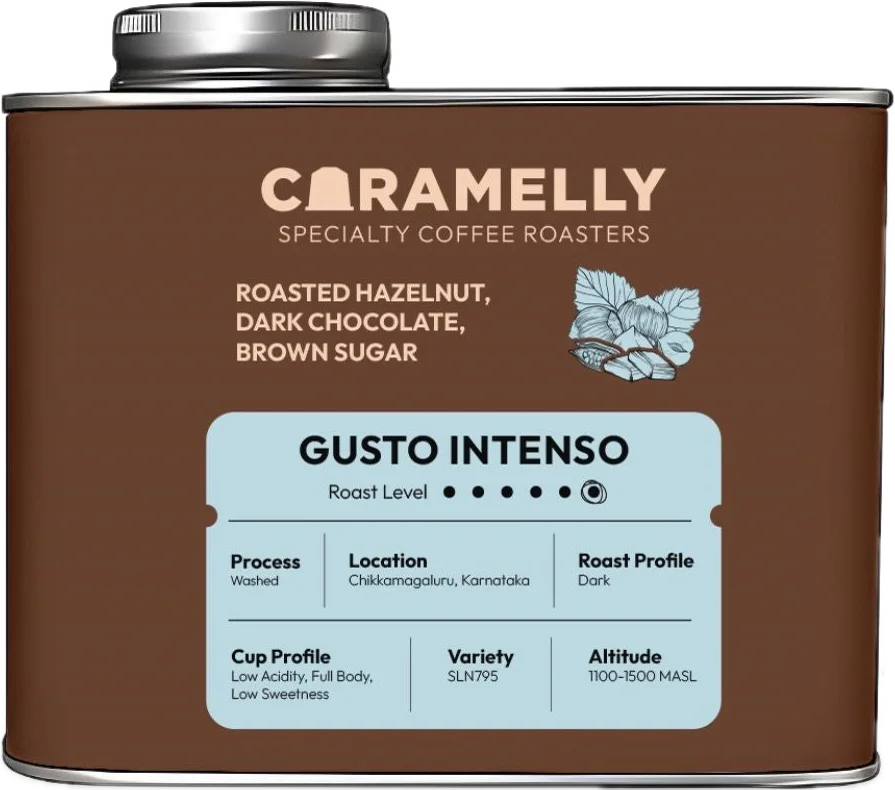 CARAMELLY
SPECIALTY COFFEE ROASTERS
ROASTED HAZELNUT,
DARK CHOCOLATE,
BROWN SUGAR
GUSTO INTENSO
Roast Level
Process
Washed
Location
Chikkamagaluru, Karnataka
Roast Profile
Dark
Cup Profile
Low Acidity, Full Body,
Low Sweetness
Variety
SLN795
Altitude
1100-1500 MASL